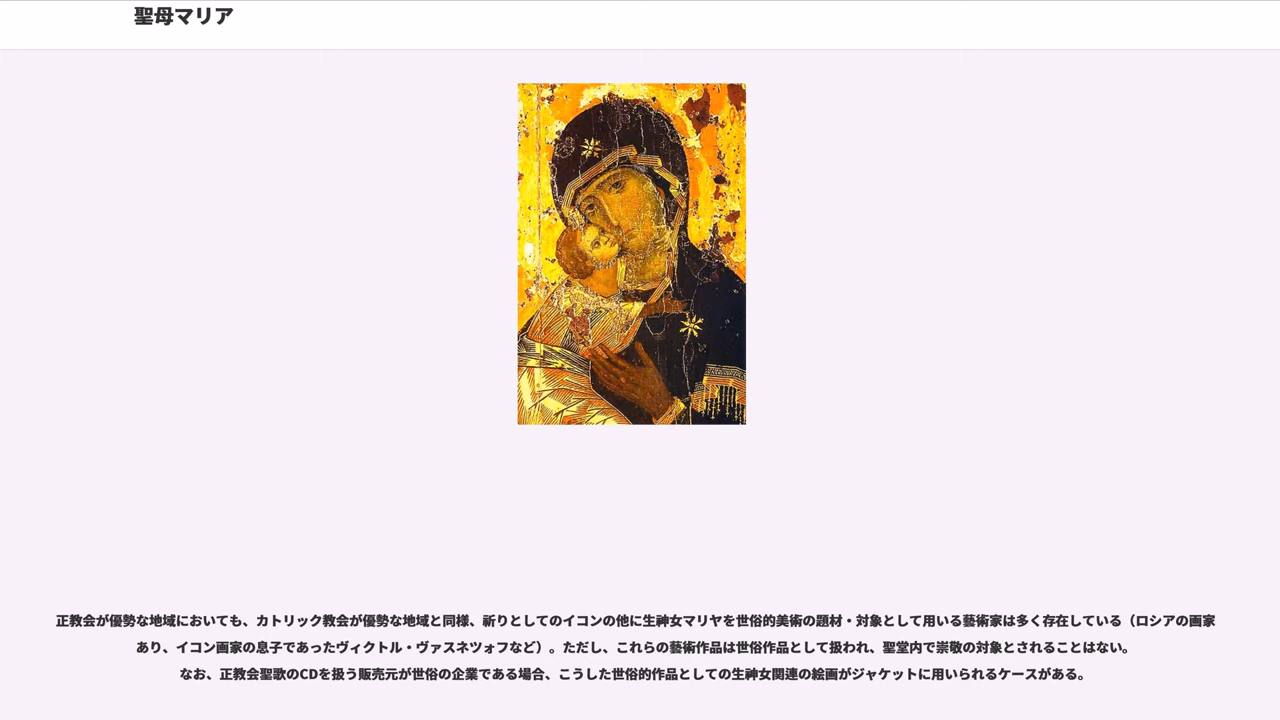 聖母マリア
正教会が優勢な地域においても、カトリック教会が優勢な地域と同様、祈りとしてのイコンの他に生神女マリヤを世俗的美術の題材・対象として用いる藝術家は多く存在している（ロシアの画家
あり、イコン画家の息子であったヴィクトル・ヴァスネツォフなど）。ただし、これらの藝術作品は世俗作品として扱われ、聖堂内で崇敬の対象とされることはない。
なお、正教会聖歌のCDを扱う販売元が世俗の企業である場合、こうした世俗的作品としての生神女関連の絵画がジャケットに用いられるケースがある。